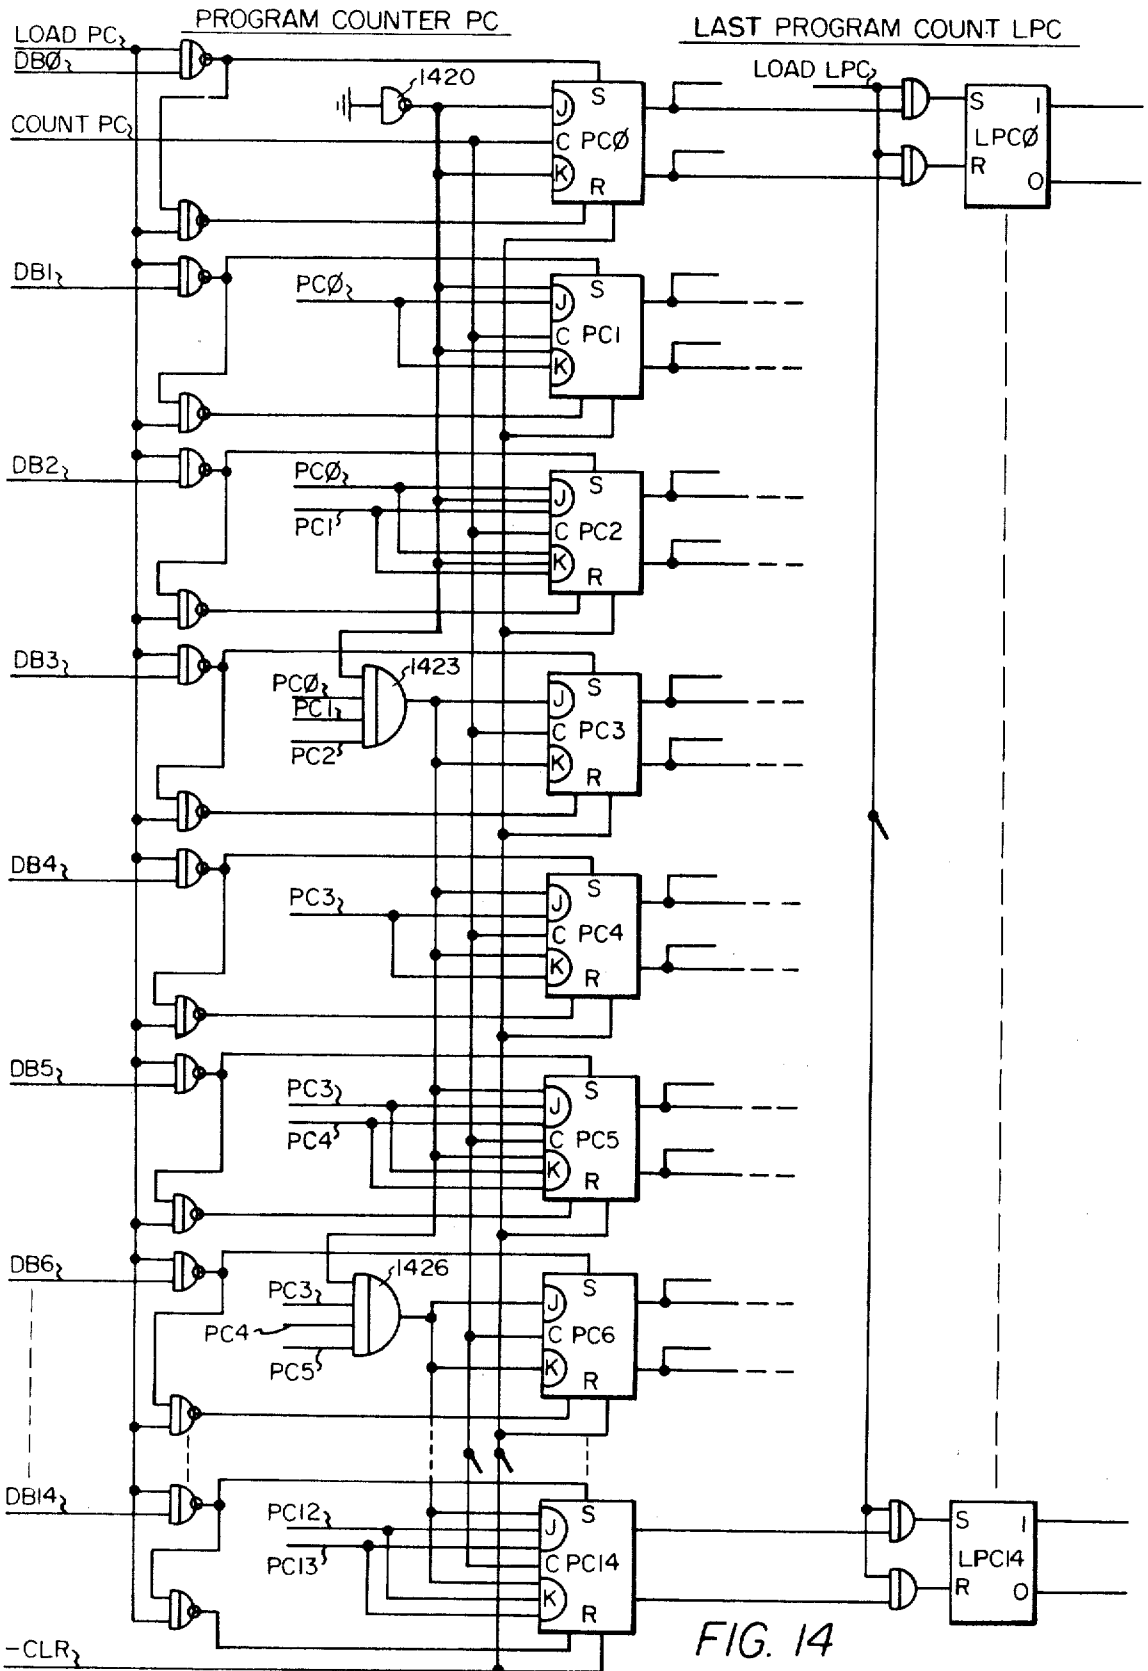 PROGRAM COUNTER PC
LAST PROGRAM COUNT LPC
LOAD PC
DBØ
1420
LOAD LPC
COUNT PC
S
J
C PCØ
K
R
S
R
LPCØ
1
0
DB1
PCØ
S
J
C PC1
K
DB2
PCØ
PC1
S
J
C PC2
K
R
DB3
1423
PCØ
PC1
PC2
S
J
C PC3
K
R
DB4
PC3
S
J
C PC4
K
R
DB5
PC3
PC4
S
J
C PC5
K
R
DB6
1426
PC3
PC4
PC5
S
J
C PC6
K
R
DB14
PC12
PC13
S
J
C PC14
K
R
S
R
LPC14
1
0
-CLR
FIG. 14